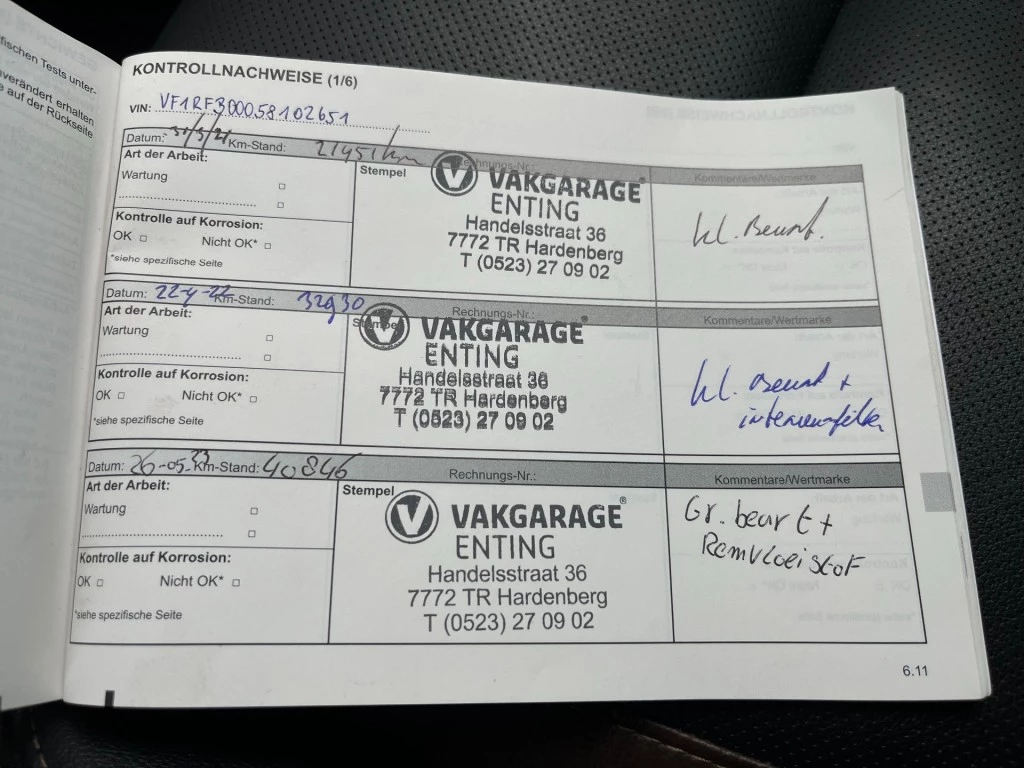 fischen Tests unter-
verändert erhalten
auf der Rückseite
KONTROLLNACHWEISE (1/6)
VIN: VF1RFB00058102651
Datum: 31/5/21 Km-Stand: 21451 km Rechnungs-Nr.: Kommentare/Wertmarke
Art der Arbeit:
Wartung
Kontrolle auf Korrosion:
OK Nicht OK*
*siehe spezifische Seite
Stempel
VAKGARAGE
ENTING
Handelsstraat 36
7772 TR Hardenberg
T (0523) 27 09 02
kl. Beurt.
Datum: 22-4-22 Km-Stand: 32930 Rechnungs-Nr.: Kommentare/Wertmarke
Art der Arbeit:
Wartung
Kontrolle auf Korrosion:
OK Nicht OK*
*siehe spezifische Seite
Stempel
VAKGARAGE
ENTING
Handelsstraat 36
7772 TR Hardenberg
T (0523) 27 09 02
kl. Beurt +
interieurfilter
Datum: 26-05-23 Km-Stand: 40846 Rechnungs-Nr.: Kommentare/Wertmarke
Art der Arbeit:
Wartung
Kontrolle auf Korrosion:
OK Nicht OK*
*siehe spezifische Seite
Stempel
VAKGARAGE®
ENTING
Handelsstraat 36
7772 TR Hardenberg
T (0523) 27 09 02
Gr. beurt +
Remvloeistof
6.11